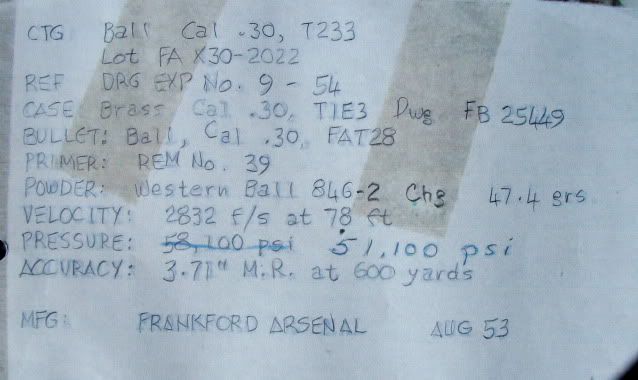 CTG Ball Cal .30, T233
Lot FA X30-2022
REF DRG EXP No. 9-54
CASE: Brass Cal .30, T1E3 Dwg FB 25449
BULLET: Ball, Cal .30, FAT28
PRIMER: REM No. 39
POWDER: Western Ball 846-2 Chg 47.4 grs
VELOCITY: 2832 f/s at 78 ft
PRESSURE: 58,100 psi 51,100 psi
ACCURACY: 3.71" M.R. at 600 yards
MFG: FRANKFORD ARSENAL AUG 53